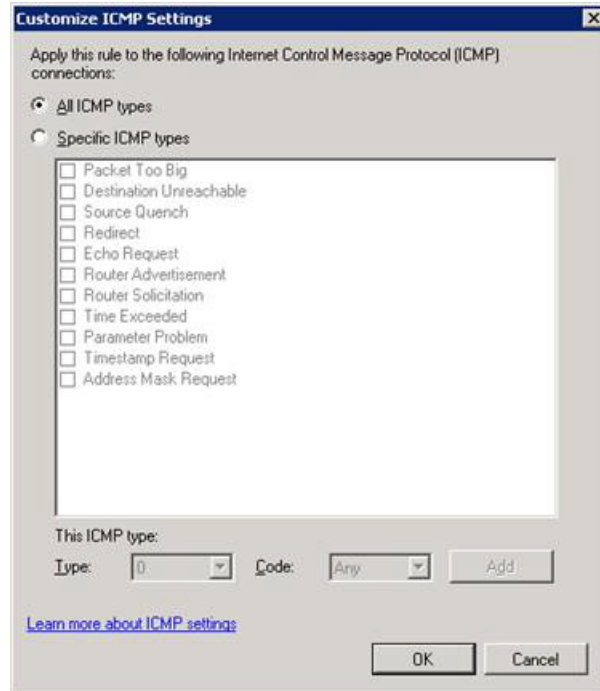 Customize ICMP Settings
Apply this rule to the following Internet Control Message Protocol (ICMP)
connections:
All ICMP types
Specific ICMP types
Packet Too Big
Destination Unreachable
Source Quench
Redirect
Echo Request
Router Advertisement
Router Solicitation
Time Exceeded
Parameter Problem
Timestamp Request
Address Mask Request
This ICMP type:
Type: 0 Code: Any Add
Learn more about ICMP settings
OK Cancel